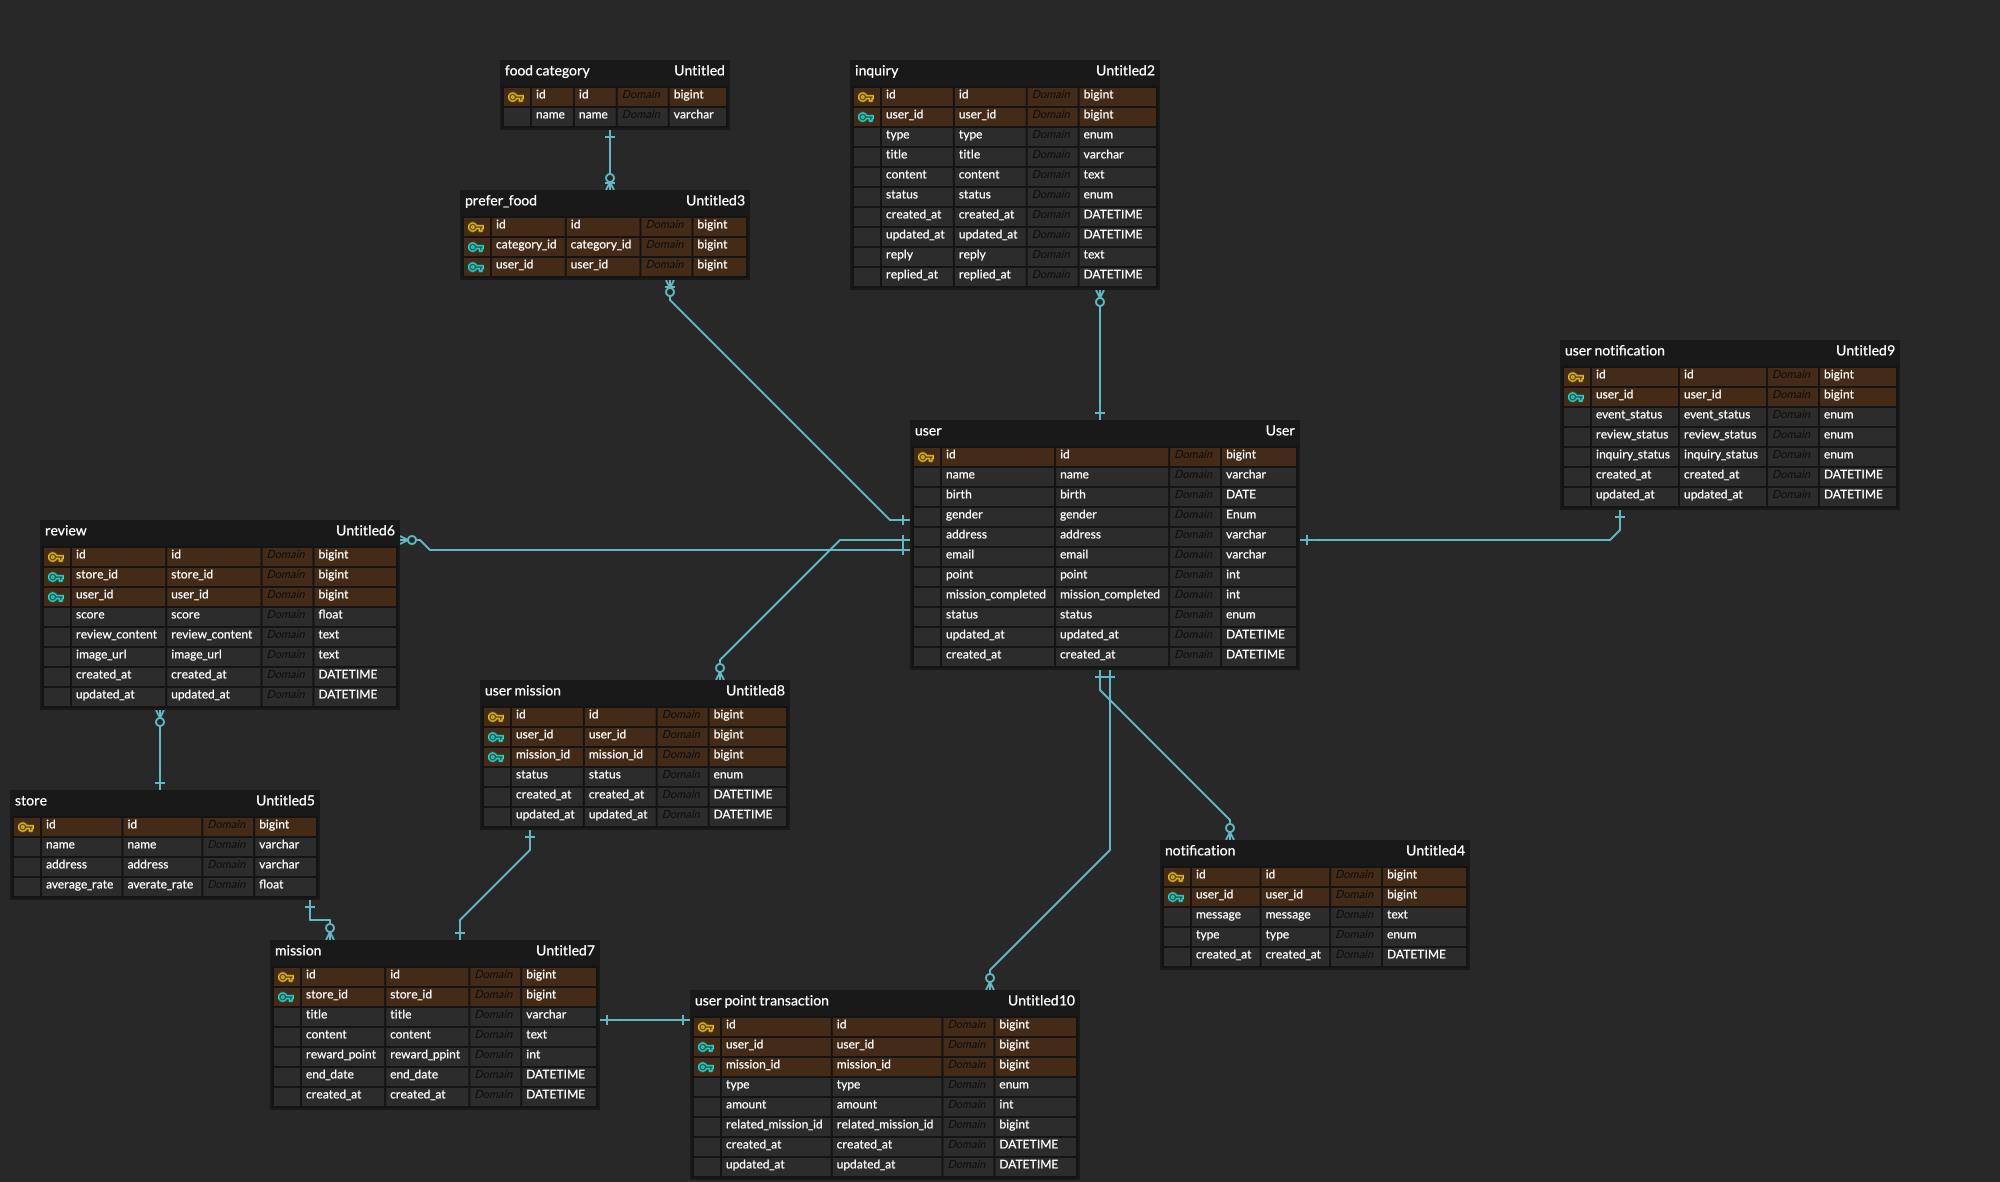 food category Untitled
id id Domain bigint
name name Domain varchar
inquiry Untitled2
id id Domain bigint
user_id user_id Domain bigint
type type Domain enum
title title Domain varchar
content content Domain text
status status Domain enum
created_at created_at Domain DATETIME
updated_at updated_at Domain DATETIME
reply reply Domain text
replied_at replied_at Domain DATETIME
prefer_food Untitled3
id id Domain bigint
category_id category_id Domain bigint
user_id user_id Domain bigint
user notification Untitled9
id id Domain bigint
user_id user_id Domain bigint
event_status event_status Domain enum
review_status review_status Domain enum
inquiry_status inquiry_status Domain enum
created_at created_at Domain DATETIME
updated_at updated_at Domain DATETIME
user User
id id Domain bigint
name name Domain varchar
birth birth Domain DATE
gender gender Domain Enum
address address Domain varchar
email email Domain varchar
point point Domain int
mission_completed mission_completed Domain int
status status Domain enum
updated_at updated_at Domain DATETIME
created_at created_at Domain DATETIME
review Untitled6
id id Domain bigint
store_id store_id Domain bigint
user_id user_id Domain bigint
score score Domain float
review_content review_content Domain text
image_url image_url Domain text
created_at created_at Domain DATETIME
updated_at updated_at Domain DATETIME
user mission Untitled8
id id Domain bigint
user_id user_id Domain bigint
mission_id mission_id Domain bigint
status status Domain enum
created_at created_at Domain DATETIME
updated_at updated_at Domain DATETIME
store Untitled5
id id Domain bigint
name name Domain varchar
address address Domain varchar
average_rate averate_rate Domain float
notification Untitled4
id id Domain bigint
user_id user_id Domain bigint
message message Domain text
type type Domain enum
created_at created_at Domain DATETIME
mission Untitled7
id id Domain bigint
store_id store_id Domain bigint
title title Domain varchar
content content Domain text
reward_point reward_ppint Domain int
end_date end_date Domain DATETIME
created_at created_at Domain DATETIME
user point transaction Untitled10
id id Domain bigint
user_id user_id Domain bigint
mission_id mission_id Domain bigint
type type Domain enum
amount amount Domain int
related_mission_id related_mission_id Domain bigint
created_at created_at Domain DATETIME
updated_at updated_at Domain DATETIME